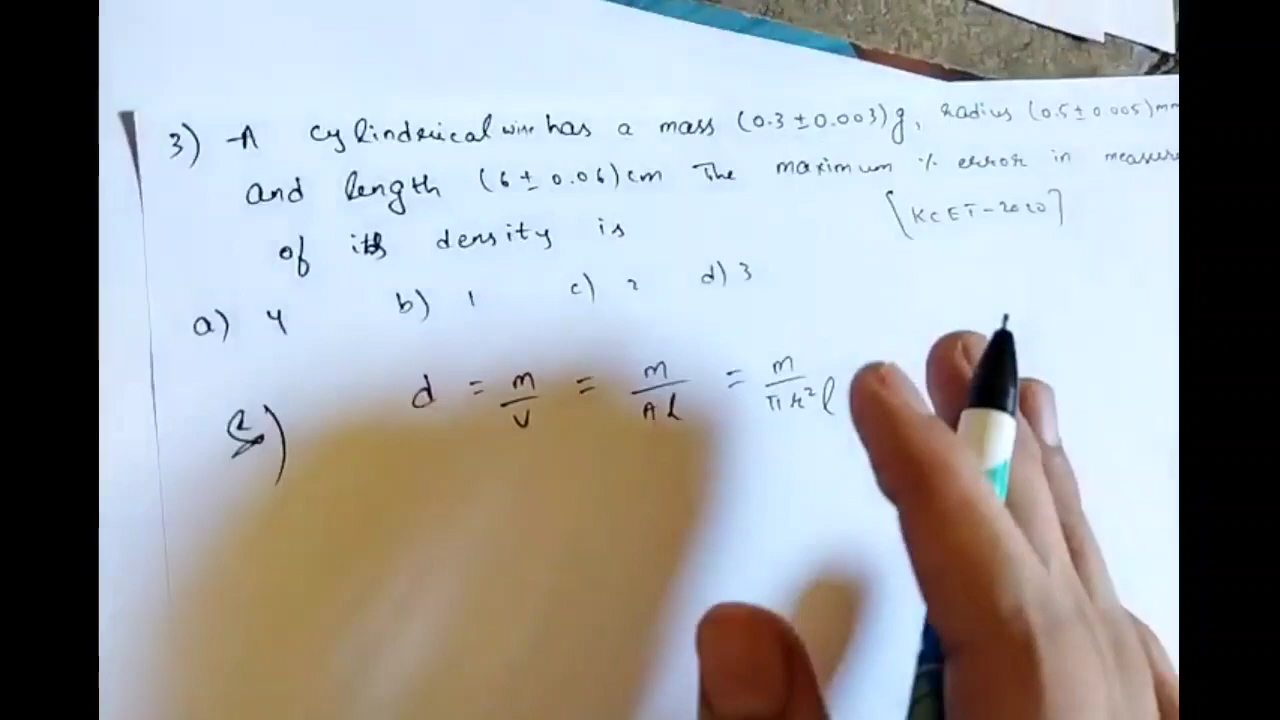 3) A cylindrical wire has a mass (0.3 ± 0.003)g, radius (0.5 ± 0.005)mm
and length (6 ± 0.06)cm The maximum % error in measure
[KCET-2020]
of its density is
a) 4 b) 1 c) 2 d) 3
d = m/V = m/Al = m/πr²l